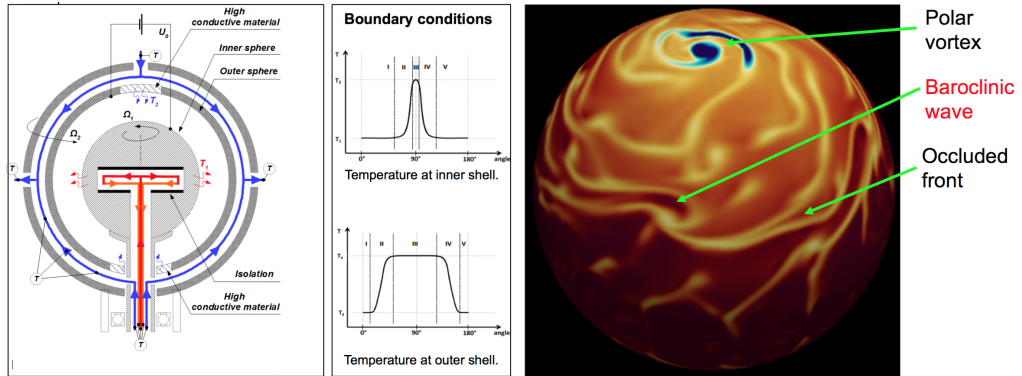 High
conductive material
U₀
Inner sphere
Outer sphere
T
T₂
Ω₁
Ω₂
T
T
T₁
T
Isolation
High
conductive material
T
Boundary conditions
T
I II III IV V
T₂
T₁
0° 90° 180° angle
Temperature at inner shell.
T
I II III IV V
T₄
T₃
0° 90° 180° angle
Temperature at outer shell.
Polar
vortex
Baroclinic
wave
Occluded
front